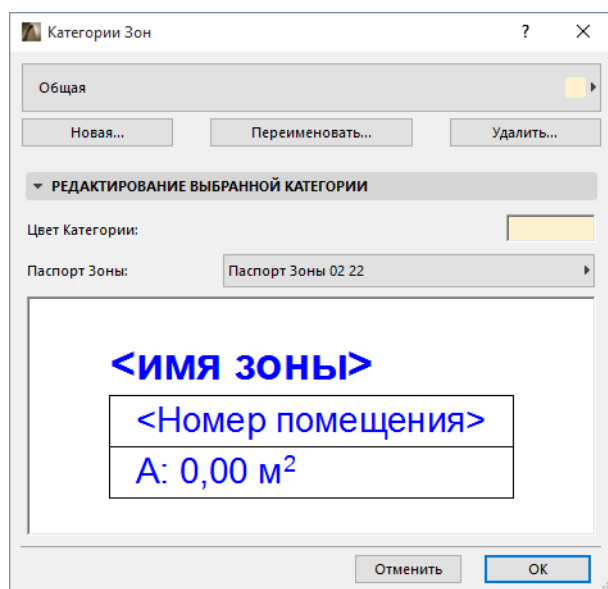 Категории Зон
?
Общая
Новая... Переименовать... Удалить...
РЕДАКТИРОВАНИЕ ВЫБРАННОЙ КАТЕГОРИИ
Цвет Категории:
Паспорт Зоны: Паспорт Зоны 02 22
<имя зоны>
<Номер помещения>
А: 0,00 м²
Отменить ОК